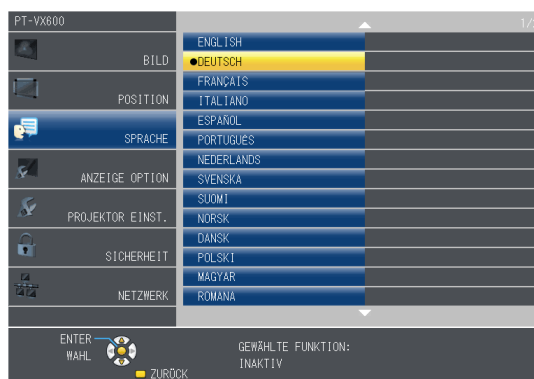 PT-VX600
BILD
POSITION
SPRACHE
ANZEIGE OPTION
PROJEKTOR EINST.
SICHERHEIT
NETZWERK
ENGLISH
DEUTSCH
FRANÇAIS
ITALIANO
ESPAÑOL
PORTUGUÊS
NEDERLANDS
SVENSKA
SUOMI
NORSK
DANSK
POLSKI
MAGYAR
ROMANA
ENTER
WAHL
ZURÜCK
GEWÄHLTE FUNKTION:
INAKTIV